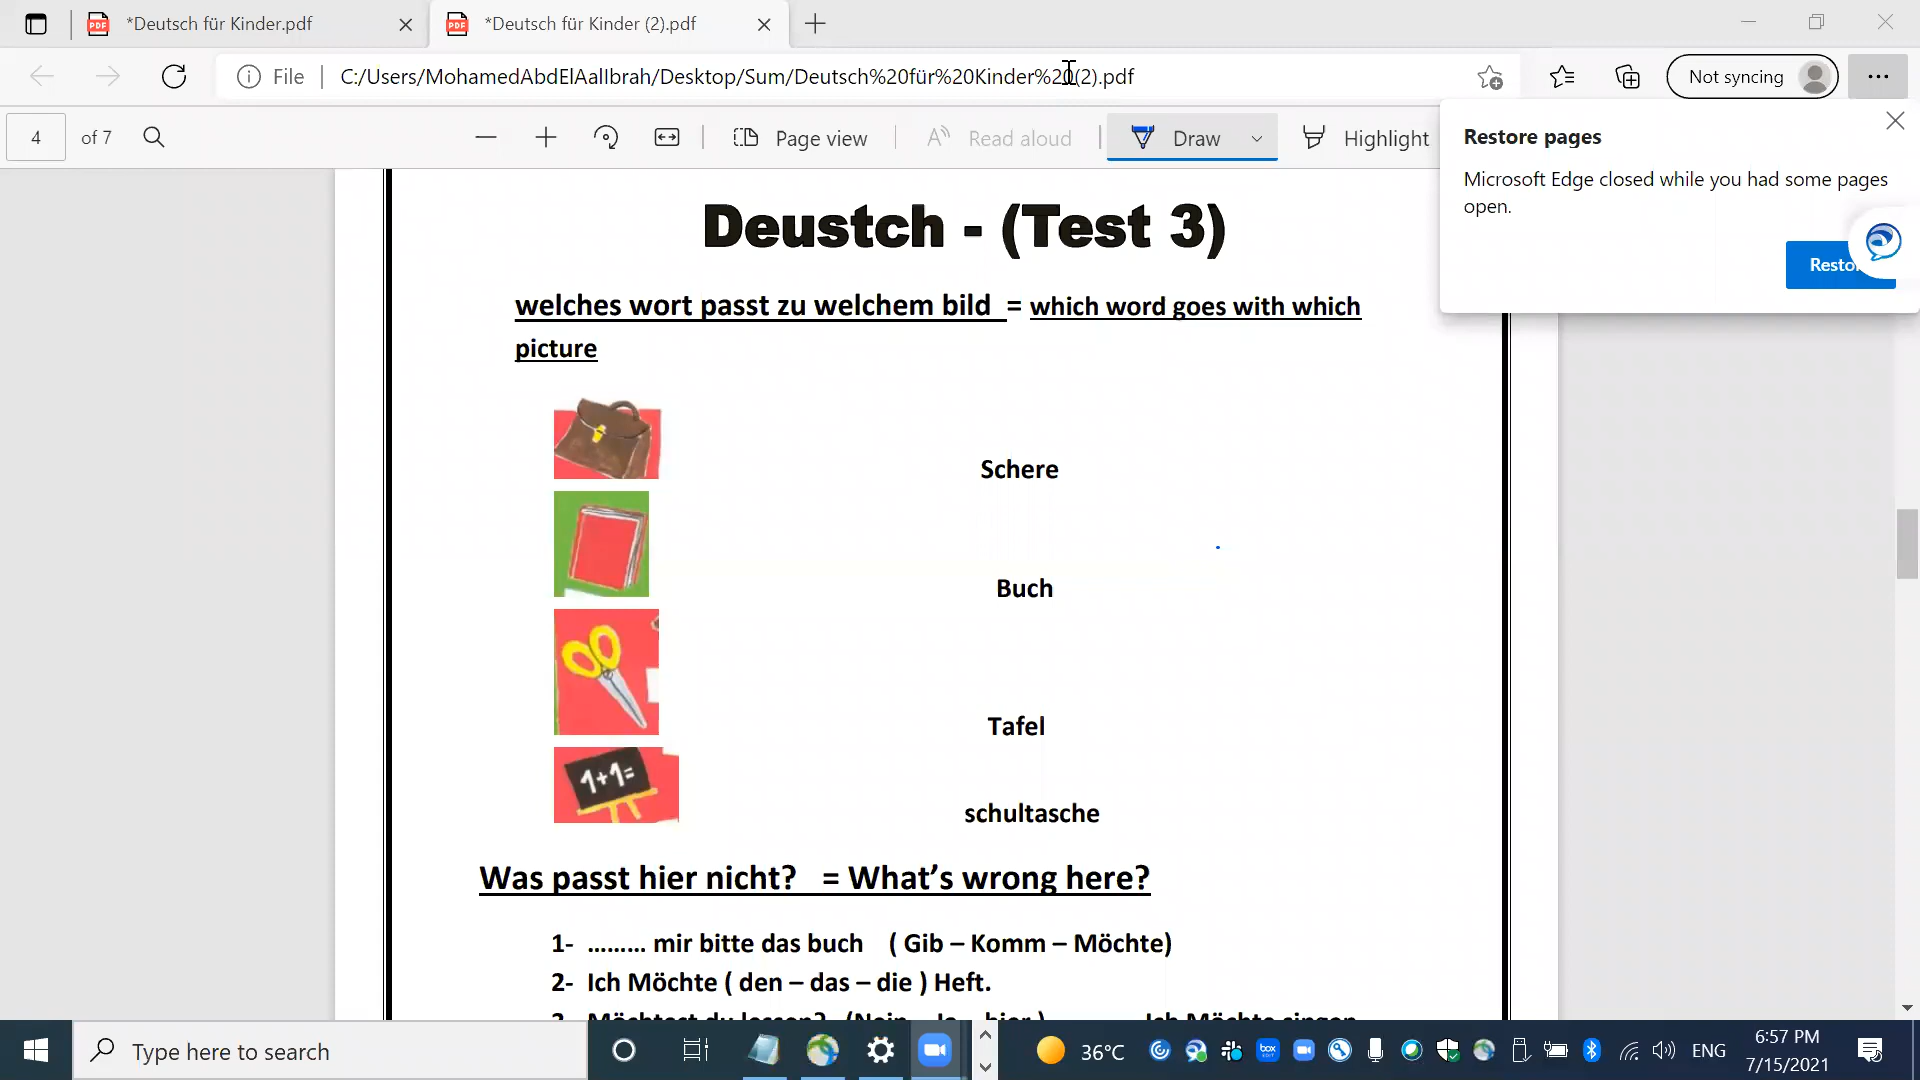 *Deutsch für Kinder.pdf
*Deutsch für Kinder (2).pdf
File
C:/Users/MohamedAbdElAalIbrah/Desktop/Sum/Deutsch%20für%20Kinder%20(2).pdf
Not syncing
4 of 7
Page view
Read aloud
Draw
Highlight
Restore pages
Microsoft Edge closed while you had some pages
open.
Deustch - (Test 3)
welches wort passt zu welchem bild = which word goes with which
picture
Schere
Buch
Tafel
1+1=
schultasche
Was passt hier nicht? = What's wrong here?
1- ……… mir bitte das buch ( Gib – Komm – Möchte)
2- Ich Möchte ( den – das – die ) Heft.
Type here to search
36°C
box
ENG
6:57 PM
7/15/2021